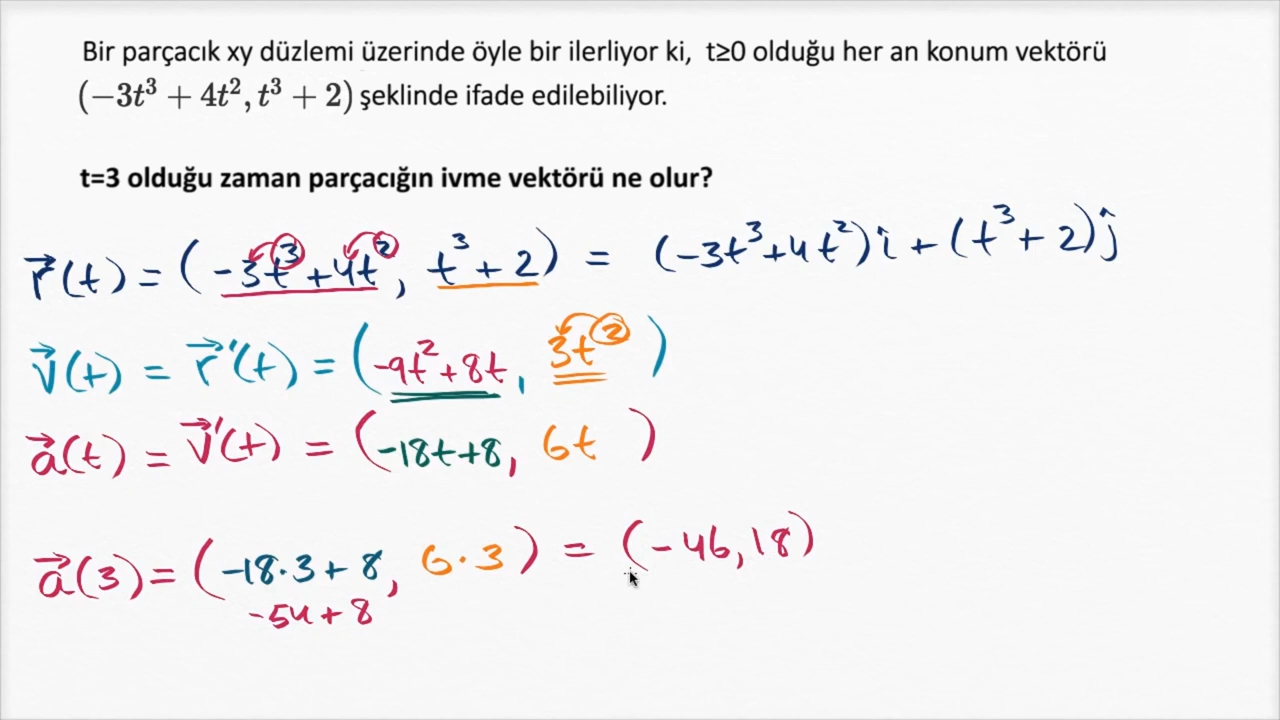 Bir parçacık xy düzlemi üzerinde öyle bir ilerliyor ki, t≥0 olduğu her an konum vektörü
(−3t³ + 4t², t³ + 2) şeklinde ifade edilebiliyor.
t=3 olduğu zaman parçacığın ivme vektörü ne olur?
r⃗(t) = (-3t³+4t², t³+2) = (-3t³+4t²)î + (t³+2)ĵ
v⃗(t) = r⃗'(t) = (-9t²+8t, 3t²)
a⃗(t) = v⃗'(t) = (-18t+8, 6t)
a⃗(3) = (-18·3+8, 6·3) = (-46,18)
-54+8